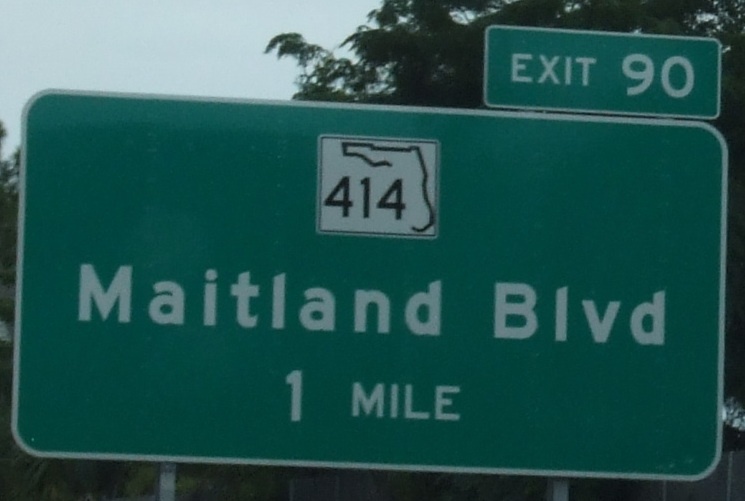 EXIT 90
414
Maitland Blvd
1 MILE